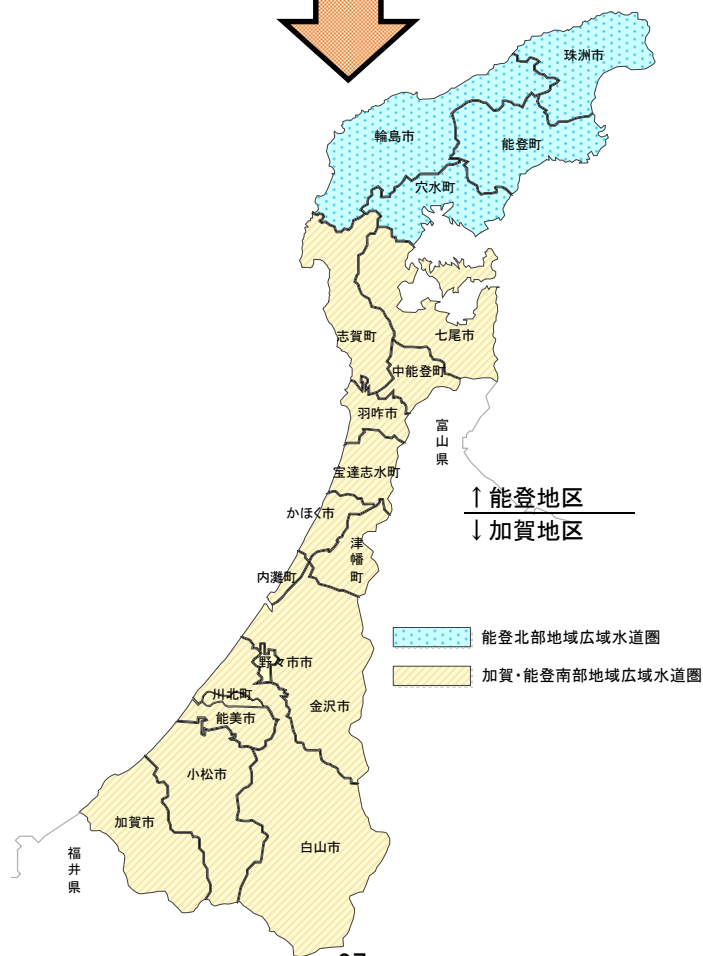 珠洲市
輪島市
能登町
穴水町
志賀町
七尾市
中能登町
羽咋市
富山県
宝達志水町
↑能登地区
↓加賀地区
かほく市
津幡町
内灘町
能登北部地域広域水道圏
野々市市
加賀・能登南部地域広域水道圏
川北町
金沢市
能美市
小松市
加賀市
白山市
福井県